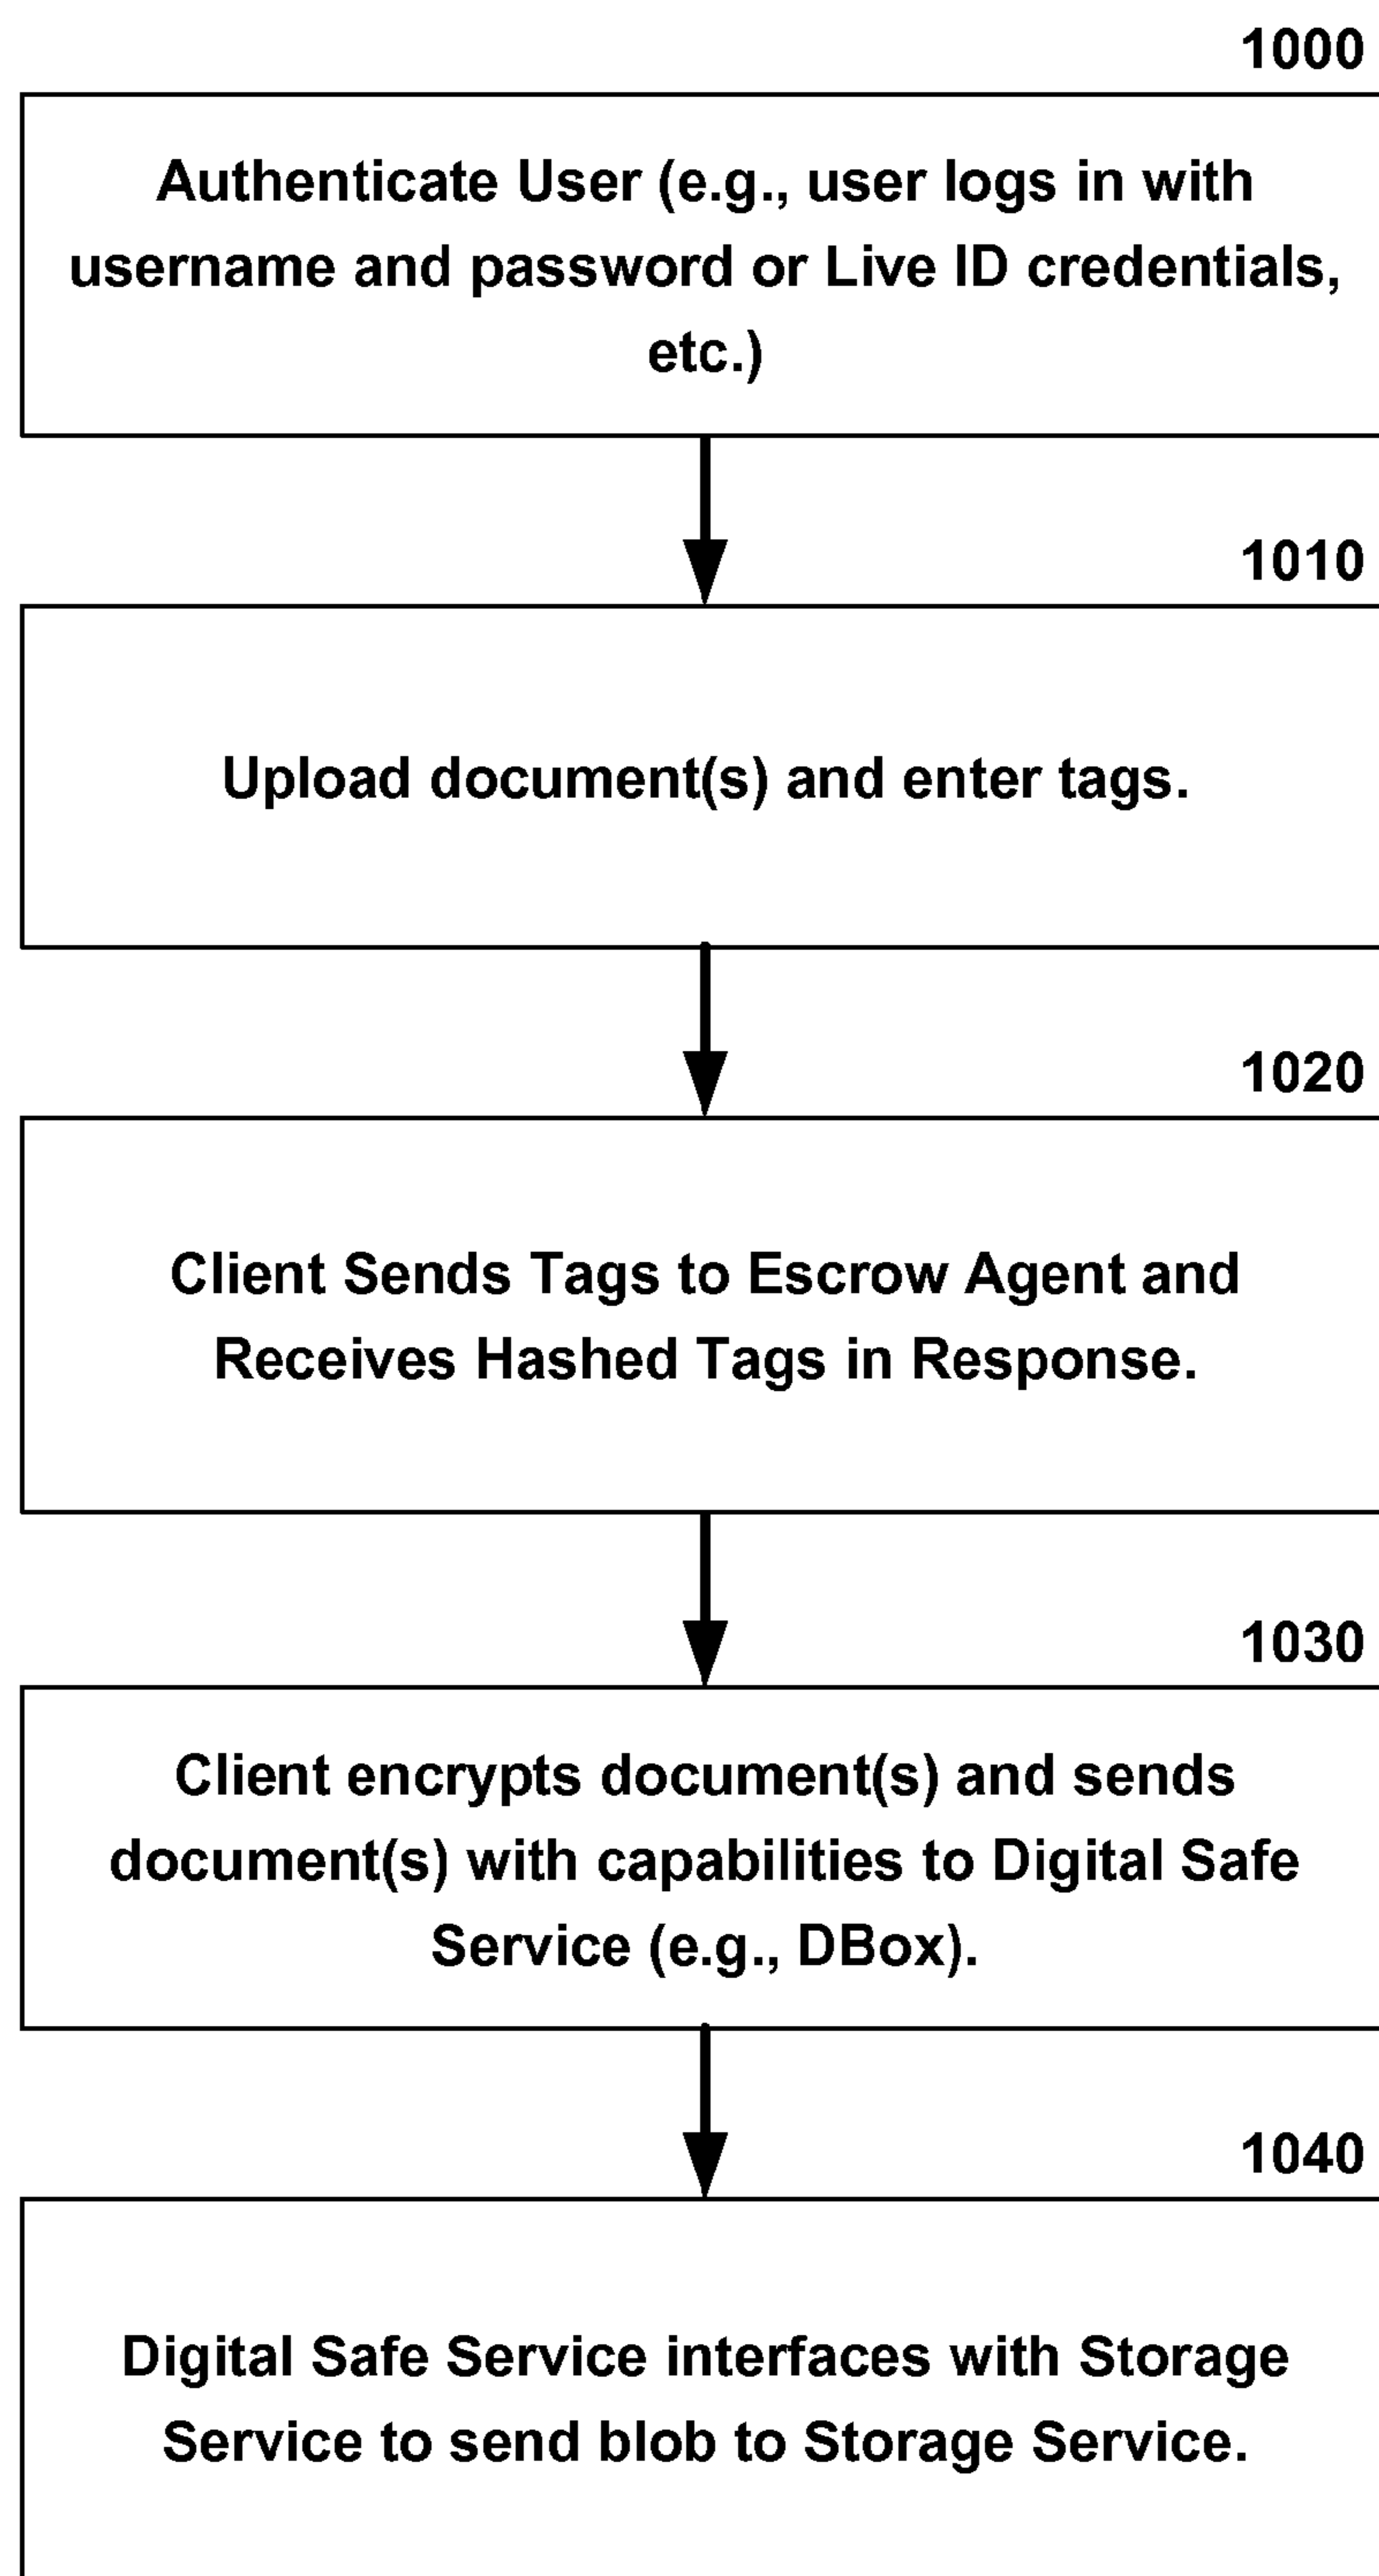 1000
Authenticate User (e.g., user logs in with
username and password or Live ID credentials,
etc.)
1010
Upload document(s) and enter tags.
1020
Client Sends Tags to Escrow Agent and
Receives Hashed Tags in Response.
1030
Client encrypts document(s) and sends
document(s) with capabilities to Digital Safe
Service (e.g., DBox).
1040
Digital Safe Service interfaces with Storage
Service to send blob to Storage Service.